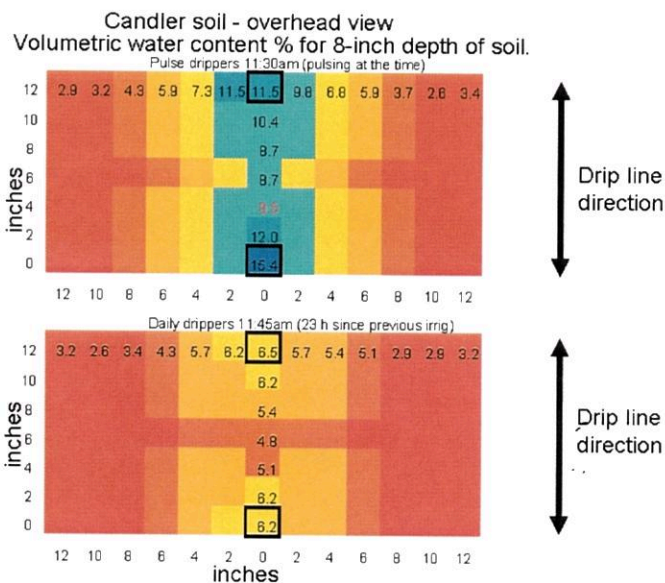 Candler soil - overhead view
Volumetric water content % for 8-inch depth of soil.
Pulse drippers 11:30am (pulsing at the time)
12 2.9 3.2 4.3 5.9 7.3 11.5 11.5 9.8 6.8 5.9 3.7 2.6 3.4
10 10.4
8 8.7
6 8.7
4
2 12.0
0 15.4
inches
12 10 8 6 4 2 0 2 4 6 8 10 12
Drip line
direction
Daily drippers 11:45am (23 h since previous irrig)
12 3.2 2.6 3.4 4.3 5.7 6.2 6.5 5.7 5.4 5.1 2.9 2.9 3.2
10 6.2
8 5.4
6 4.8
4 5.1
2 6.2
0 6.2
inches
12 10 8 6 4 2 0 2 4 6 8 10 12
inches
Drip line
direction